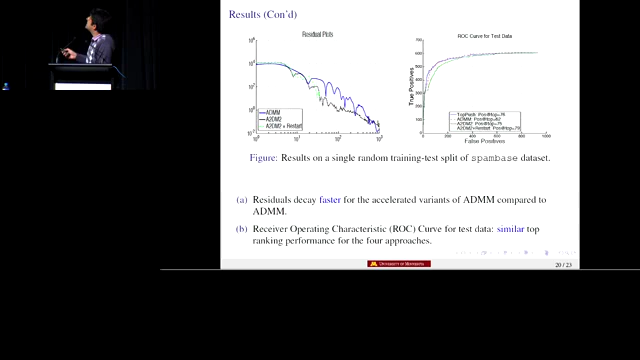 Results (Con'd)
Residual Plots
ROC Curve for Test Data
ADMM
A2DM2
A2DM2 + Restart
True Positives
False Positives
Figure: Results on a single random training-test split of spambase dataset.
(a) Residuals decay faster for the accelerated variants of ADMM compared to
ADMM.
(b) Receiver Operating Characteristic (ROC) Curve for test data: similar top
ranking performance for the four approaches.
University of Minnesota
20 / 23